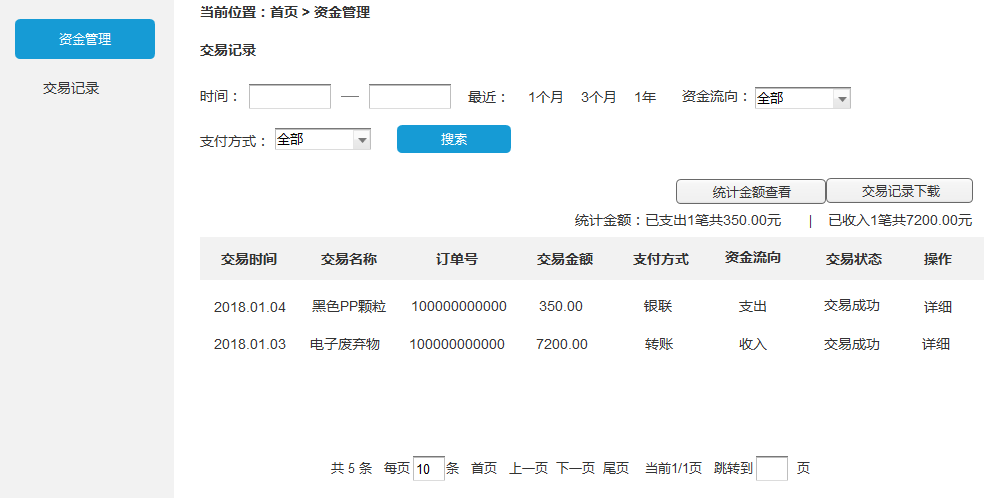 当前位置：首页 > 资金管理
资金管理
交易记录
交易记录
时间： — 最近： 1个月 3个月 1年 资金流向：全部
支付方式：全部 搜索
统计金额查看 交易记录下载
统计金额：已支出1笔共350.00元 | 已收入1笔共7200.00元
交易时间 交易名称 订单号 交易金额 支付方式 资金流向 交易状态 操作
2018.01.04 黑色PP颗粒 100000000000 350.00 银联 支出 交易成功 详细
2018.01.03 电子废弃物 100000000000 7200.00 转账 收入 交易成功 详细
共 5 条 每页 10 条 首页 上一页 下一页 尾页 当前1/1页 跳转到 页